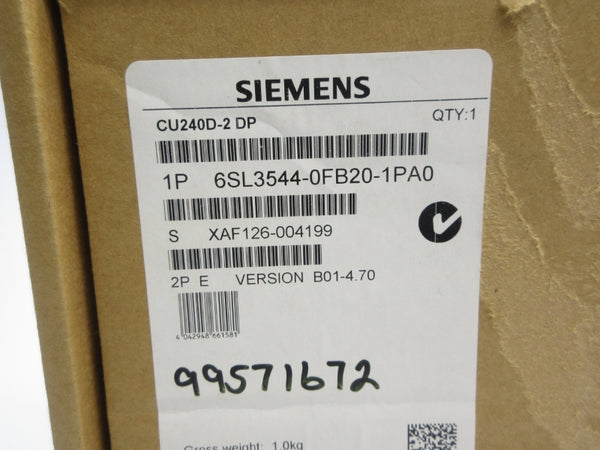 SIEMENS
CU240D-2 DP
QTY:1
1P 6SL3544-0FB20-1PA0
S XAF126-004199
2P E VERSION B01-4.70
4 042948 661581
99571672
Gross weight: 1.0kg